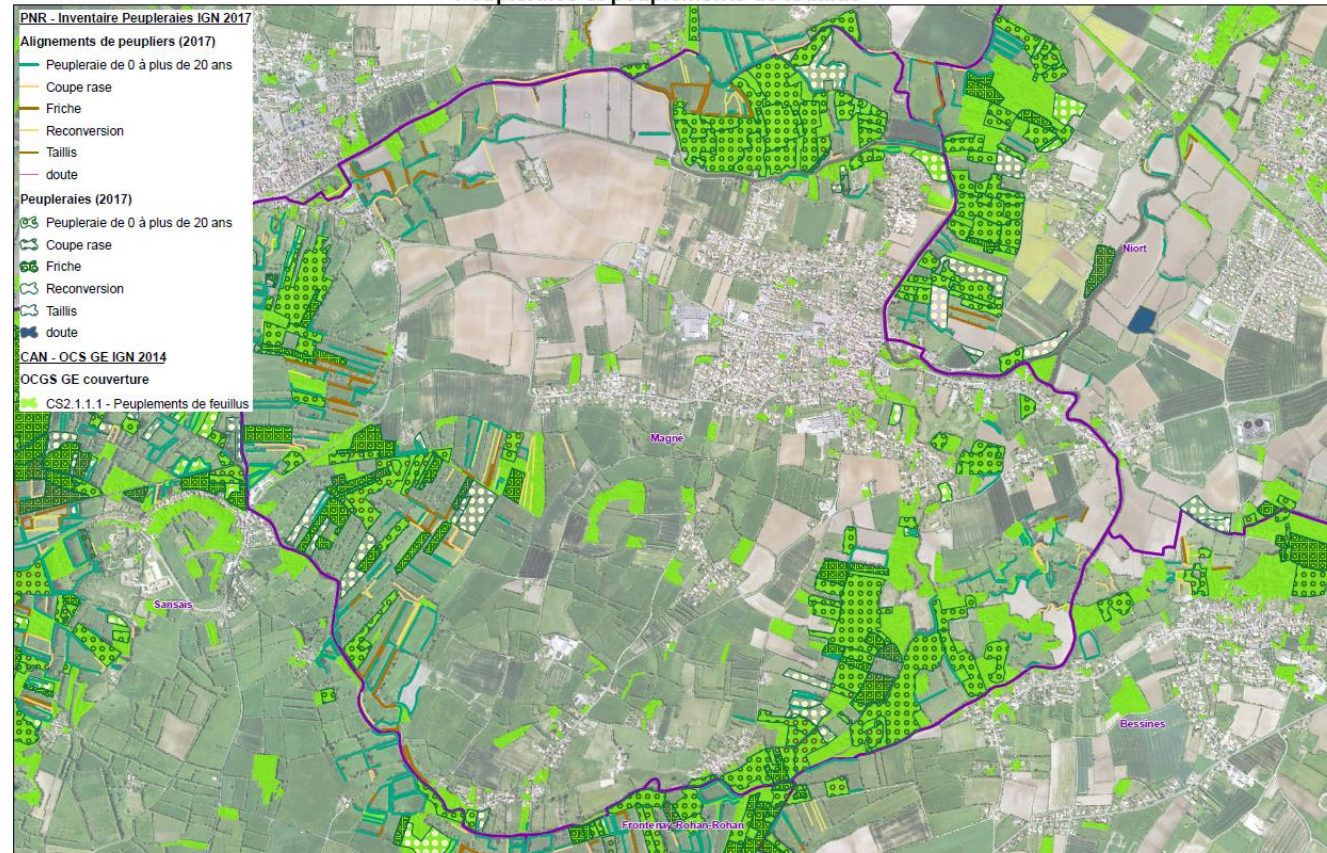 PNR - Inventaire Peupleraies IGN 2017
Alignements de peupliers (2017)
Peupleraie de 0 à plus de 20 ans
Coupe rase
Friche
Reconversion
Taillis
doute
Peupleraies (2017)
Peupleraie de 0 à plus de 20 ans
Coupe rase
Friche
Reconversion
Taillis
doute
CAN - OCS GE IGN 2014
OCGS GE couverture
CS2.1.1.1 - Peuplements de feuillus
Niort
Magné
Sansais
Bessines
Frontenay-Rohan-Rohan